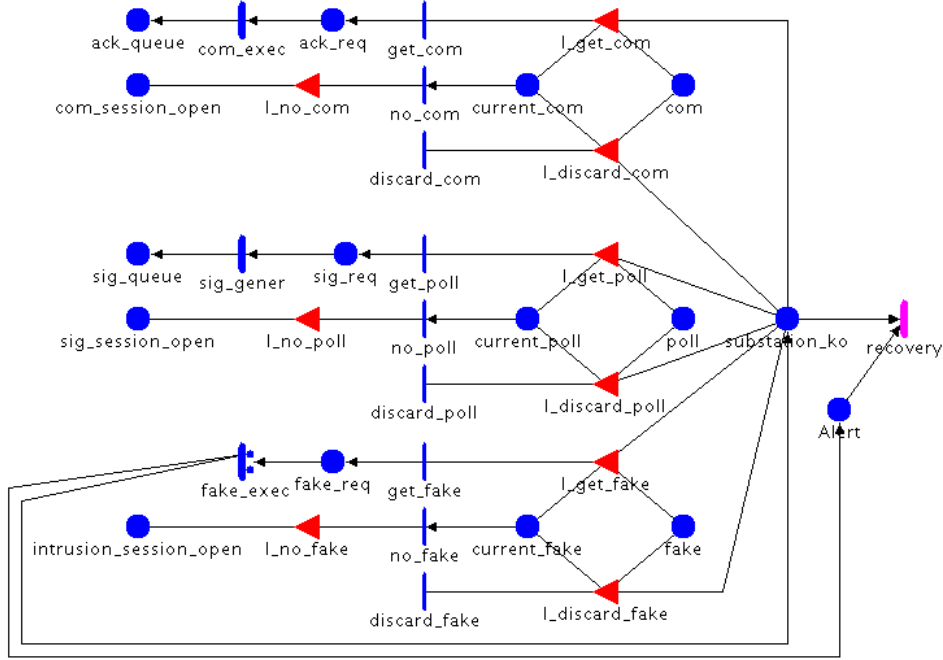 ack_queue
com_exec
ack_req
get_com
I_get_com
com_session_open
I_no_com
no_com
current_com
com
discard_com
I_discard_com
sig_queue
sig_gener
sig_req
get_poll
I_get_poll
sig_session_open
I_no_poll
no_poll
current_poll
poll
substation_ko
recovery
discard_poll
I_discard_poll
Alert
fake_exec
fake_req
get_fake
I_get_fake
intrusion_session_open
I_no_fake
no_fake
current_fake
fake
discard_fake
I_discard_fake